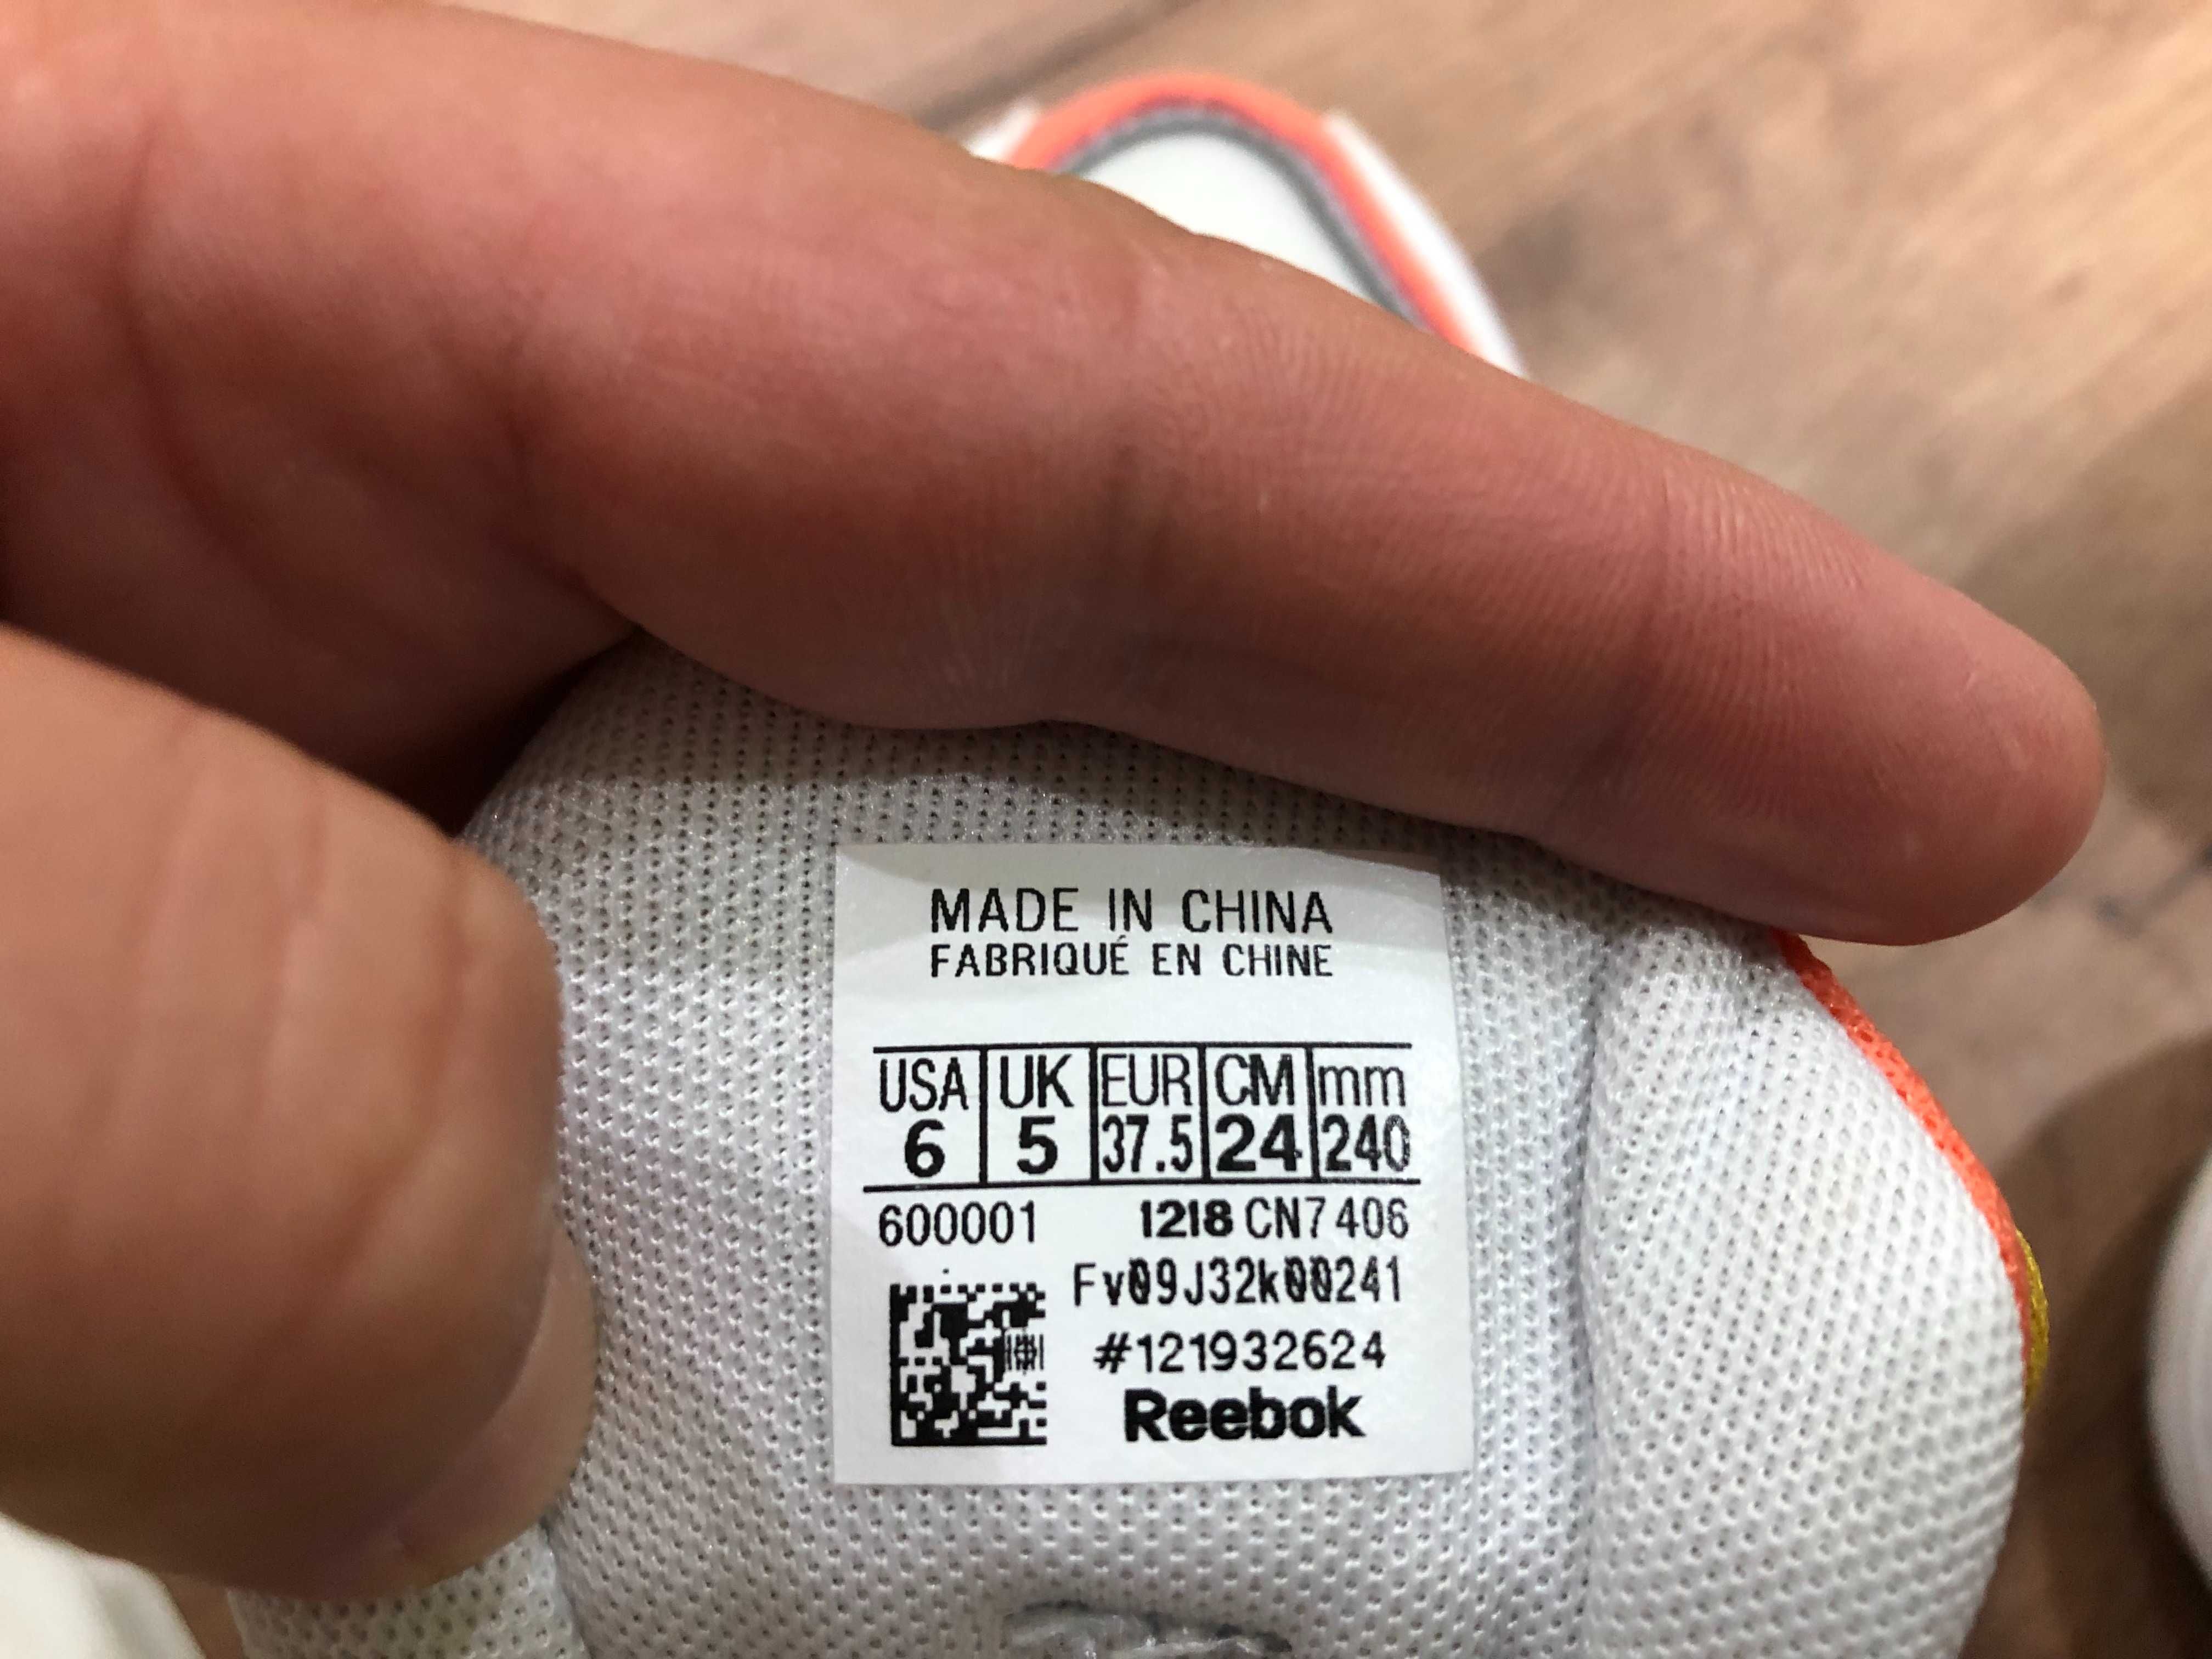 MADE IN CHINA
FABRIQUÉ EN CHINE
USA UK EUR CM mm
6 5 37.5 24 240
600001 1218 CN7406
Fv09J32k00241
#121932624
Reebok